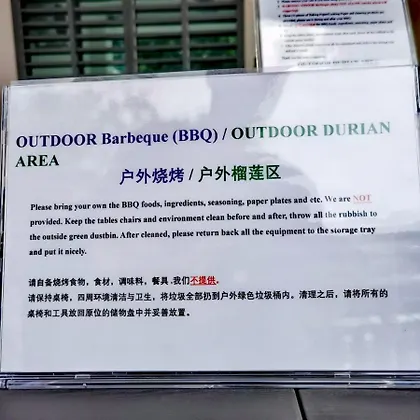 OUTDOOR Barbeque (BBQ) / OUTDOOR DURIAN
AREA
户外烧烤 / 户外榴莲区
Please bring your own the BBQ foods, ingredients, seasoning, paper plates and etc. We are NOT
provided. Keep the tables chairs and environment clean before and after, throw all the rubbish to
the outside green dustbin. After cleaned, please return back all the equipment to the storage tray
and put it nicely.
请自备烧烤食物，食材，调味料，餐具 .我们不提供。
请保持桌椅，四周环境清洁与卫生，将垃圾全部扔到户外绿色垃圾桶内。清理之后，请将所有的
桌椅和工具放回原位的储物盘中并妥善放置。